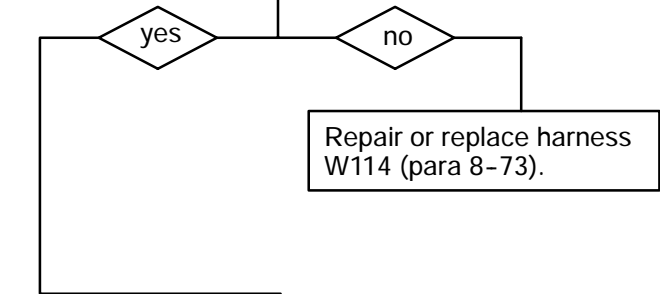 yes
no
Repair or replace harness
W114 (para 8-73).